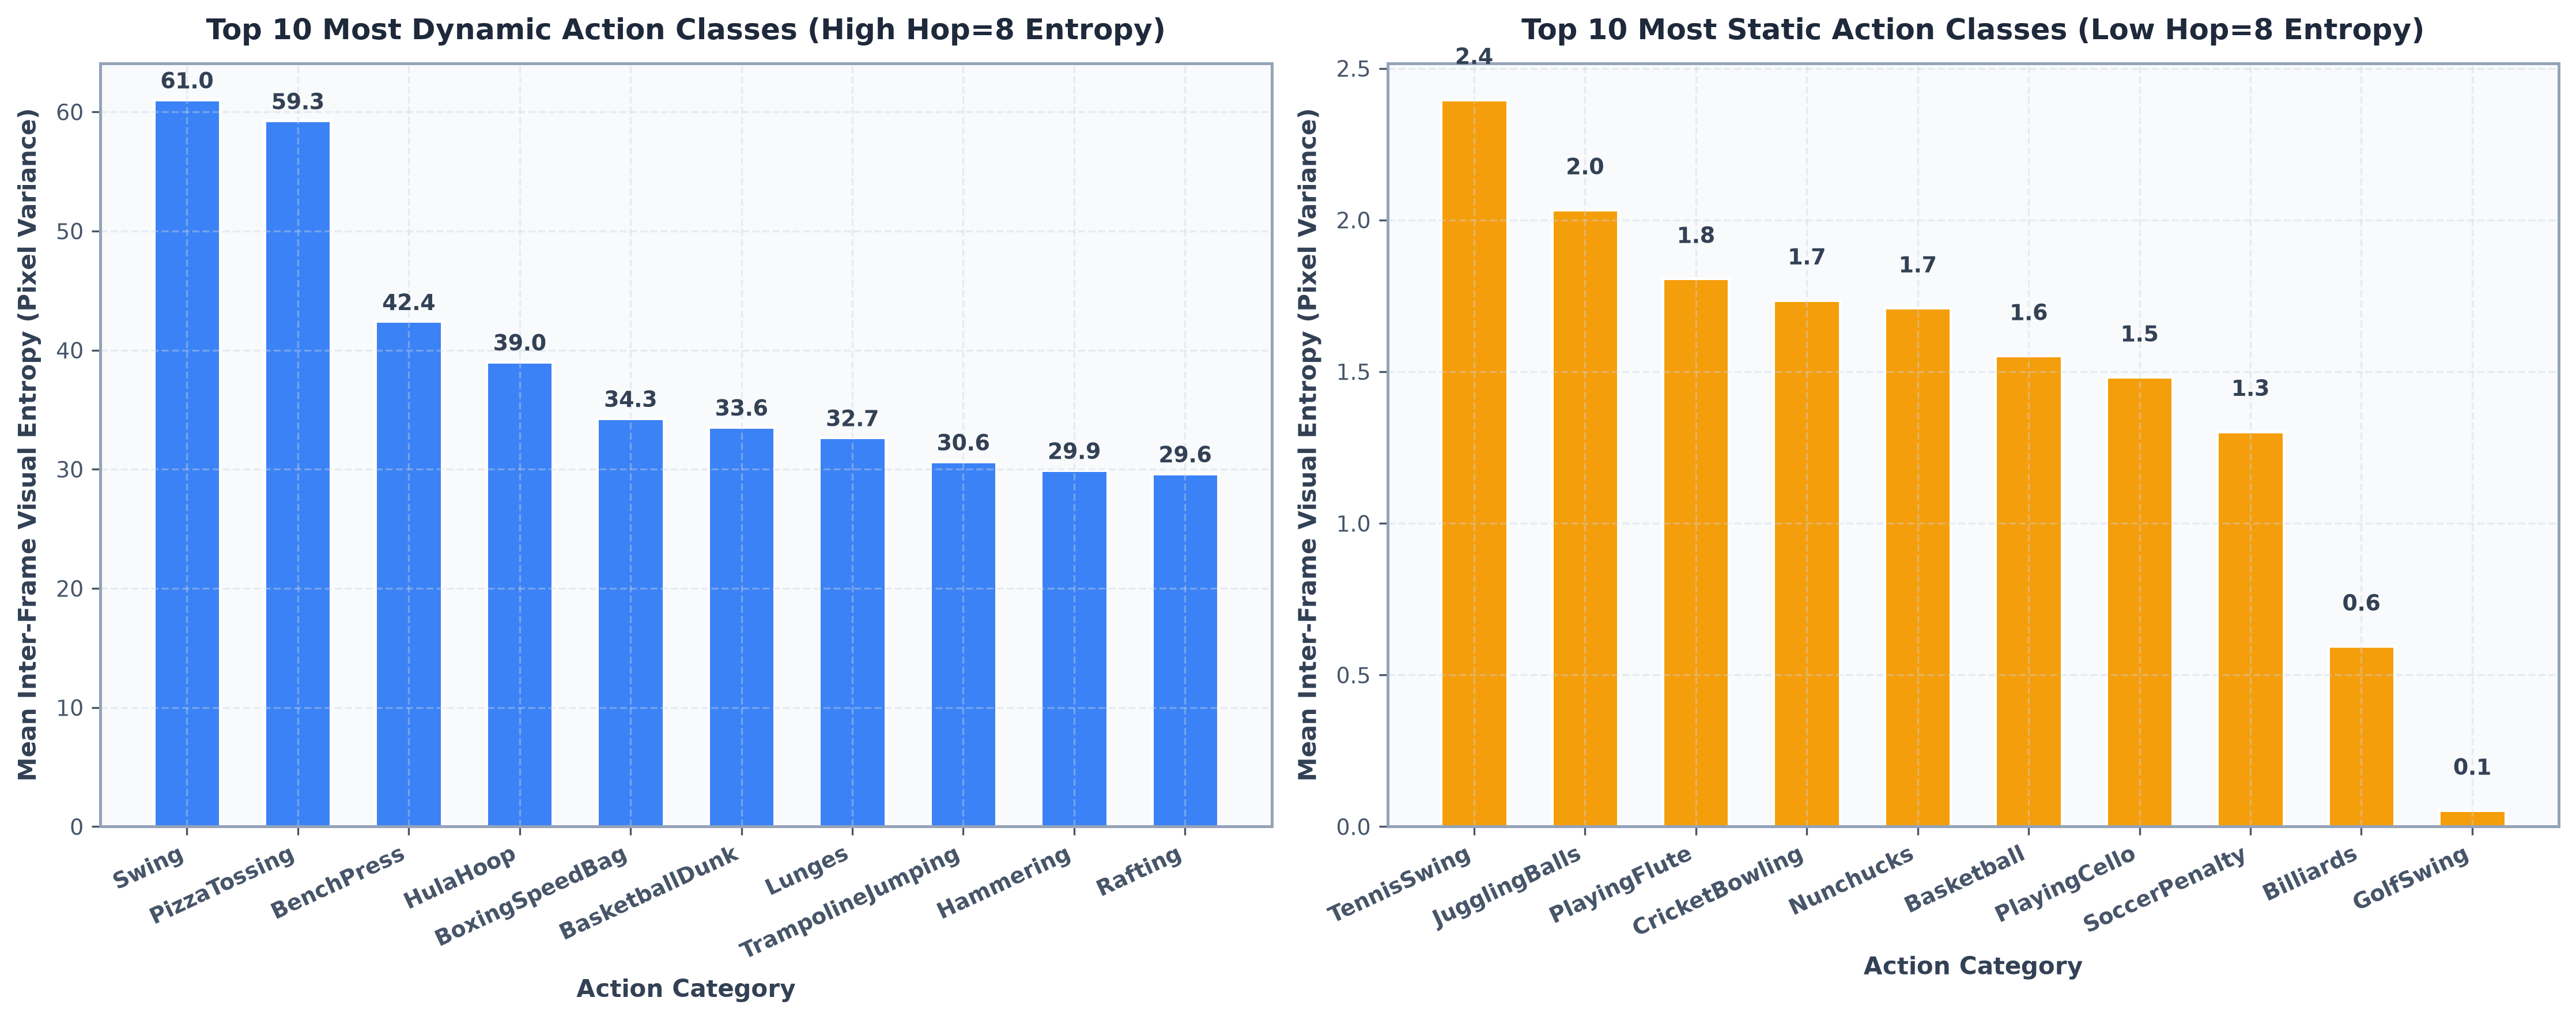 Top 10 Most Dynamic Action Classes (High Hop=8 Entropy)
Mean Inter-Frame Visual Entropy (Pixel Variance)
60
50
40
30
20
10
0
61.0
59.3
42.4
39.0
34.3
33.6
32.7
30.6
29.9
29.6
Swing
PizzaTossing
BenchPress
HulaHoop
BoxingSpeedBag
BasketballDunk
Lunges
TrampolineJumping
Hammering
Rafting
Action Category
Top 10 Most Static Action Classes (Low Hop=8 Entropy)
Mean Inter-Frame Visual Entropy (Pixel Variance)
2.5
2.0
1.5
1.0
0.5
0.0
2.4
2.0
1.8
1.7
1.7
1.6
1.5
1.3
0.6
0.1
TennisSwing
JugglingBalls
PlayingFlute
CricketBowling
Nunchucks
Basketball
PlayingCello
SoccerPenalty
Billiards
GolfSwing
Action Category